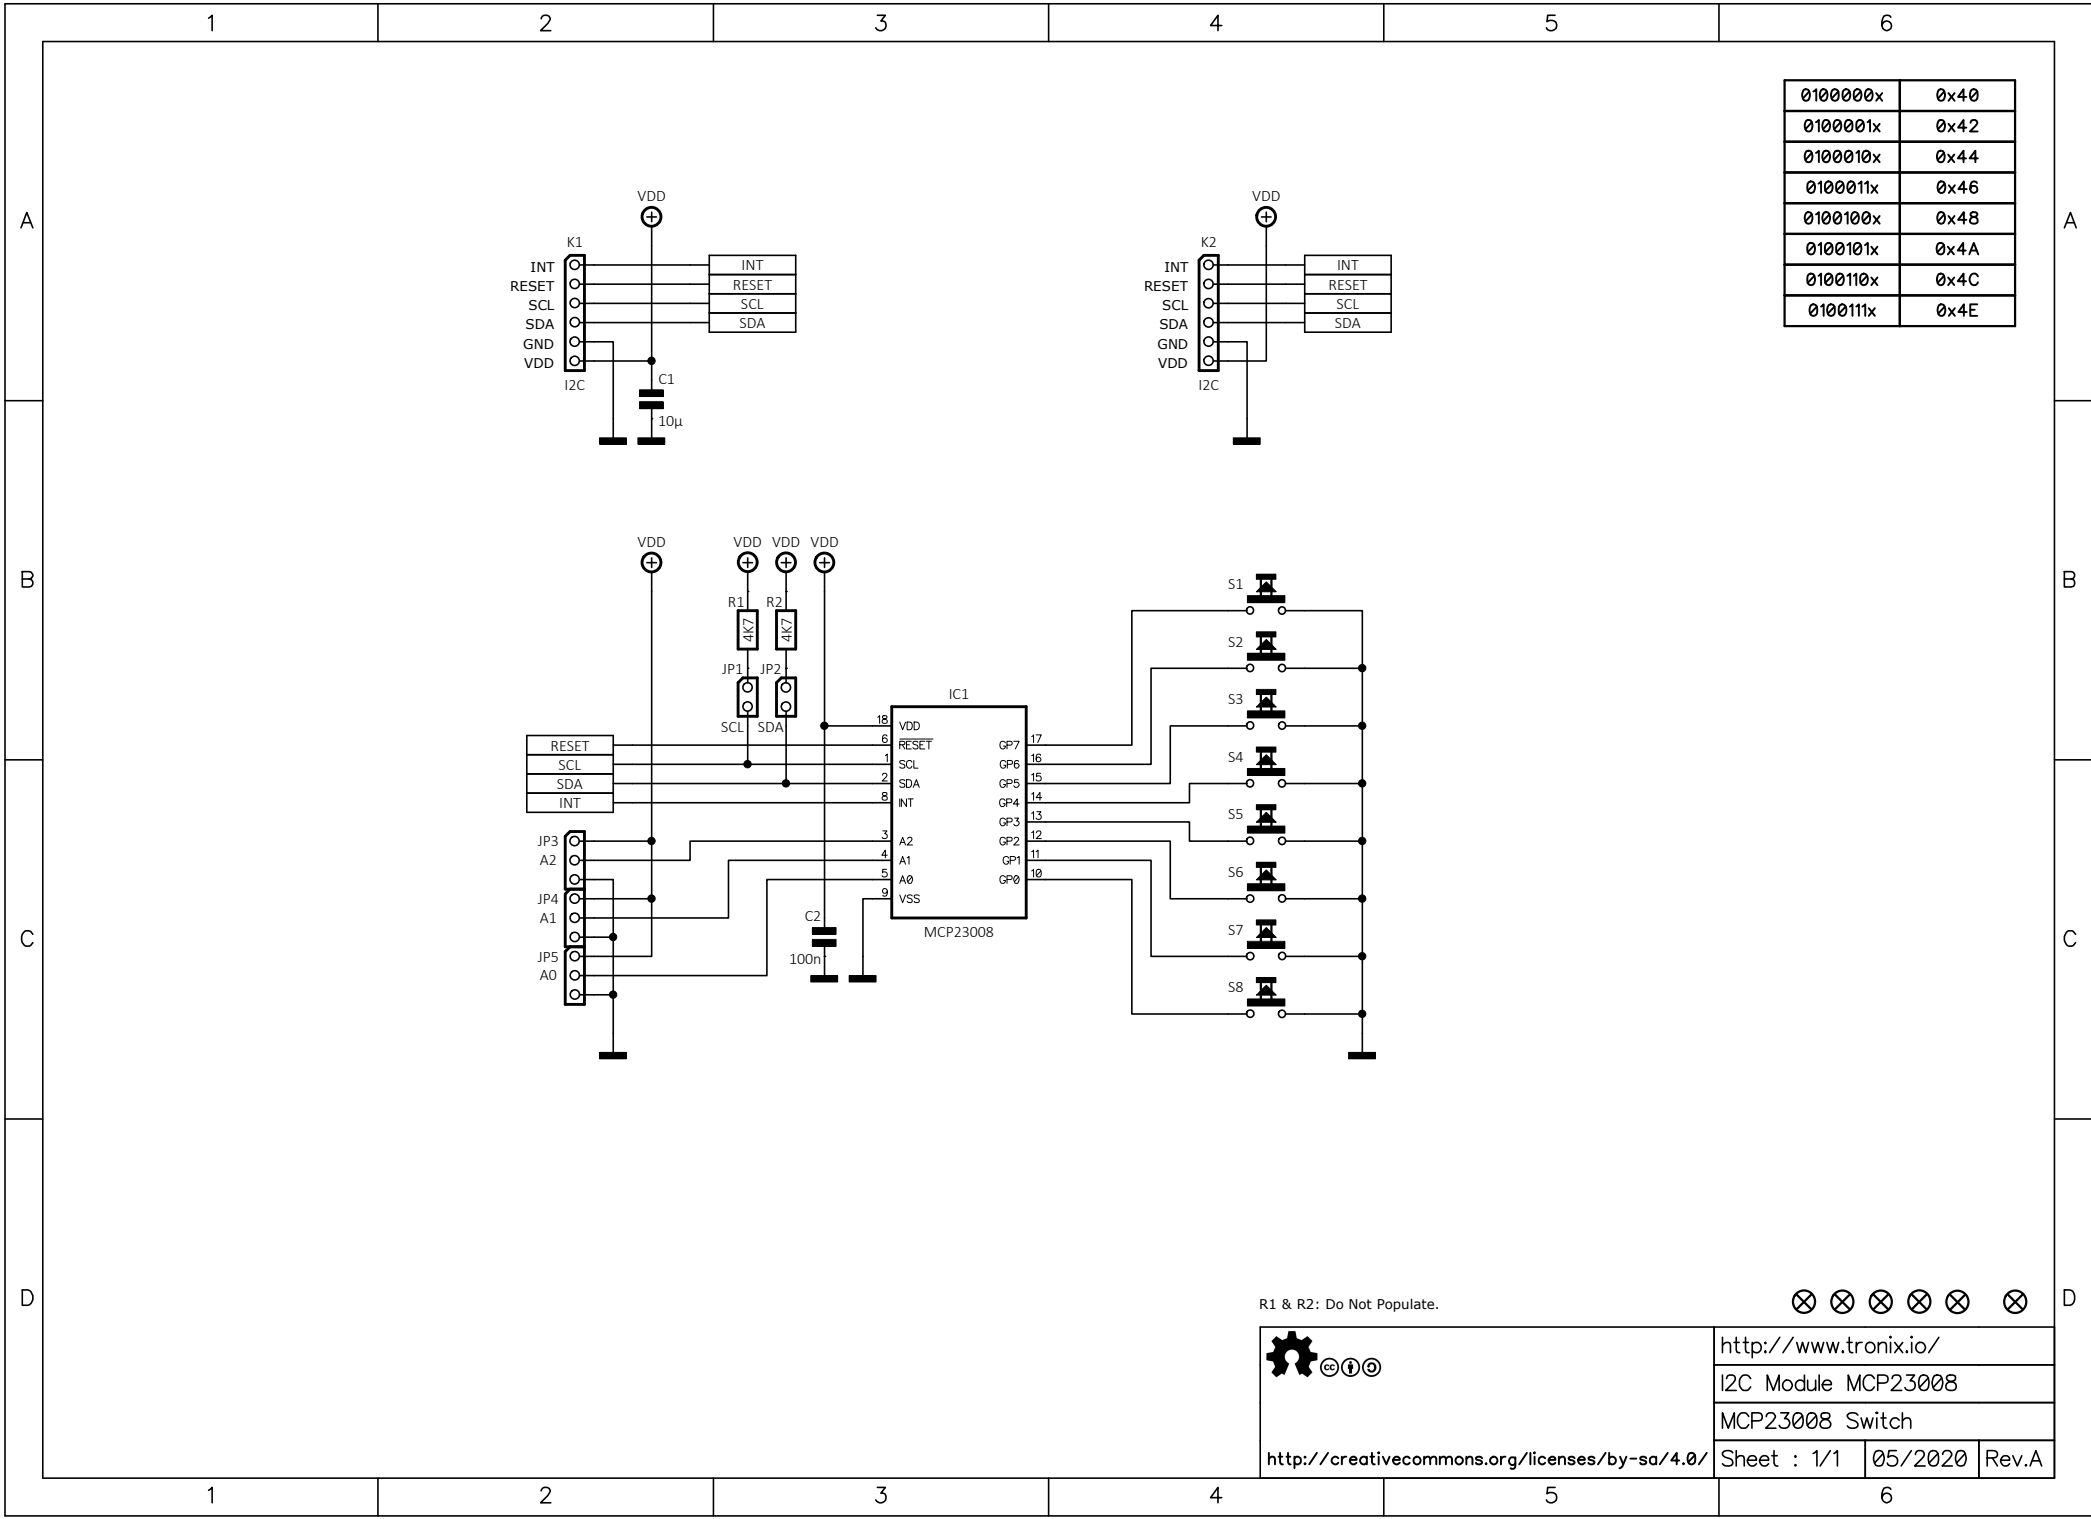 1 2 3 4 5 6
0100000x 0x40
0100001x 0x42
0100010x 0x44
0100011x 0x46
0100100x 0x48
0100101x 0x4A
0100110x 0x4C
0100111x 0x4E
A A
VDD VDD
K1 K2
INT INT INT INT
RESET RESET RESET RESET
SCL SCL SCL SCL
SDA SDA SDA SDA
GND GND
VDD VDD
I2C C1 I2C
10µ
VDD VDD VDD VDD
B B
S1
R1 R2
4K7 4K7
S2
JP1 JP2
IC1 S3
SCL SDA
18 VDD
RESET 6 RESET GP7 17
SCL 1 SCL GP6 16 S4
SDA 2 SDA GP5 15
INT 8 INT GP4 14
GP3 13 S5
JP3 3 A2 GP2 12
A2 4 A1 GP1 11
5 A0 GP0 10 S6
JP4 9 VSS
A1 C2
MCP23008 S7
C C
JP5 100n
A0
S8
D D
R1 & R2: Do Not Populate.
http://www.tronix.io/
cc
I2C Module MCP23008
MCP23008 Switch
http://creativecommons.org/licenses/by-sa/4.0/ Sheet : 1/1 05/2020 Rev.A
1 2 3 4 5 6